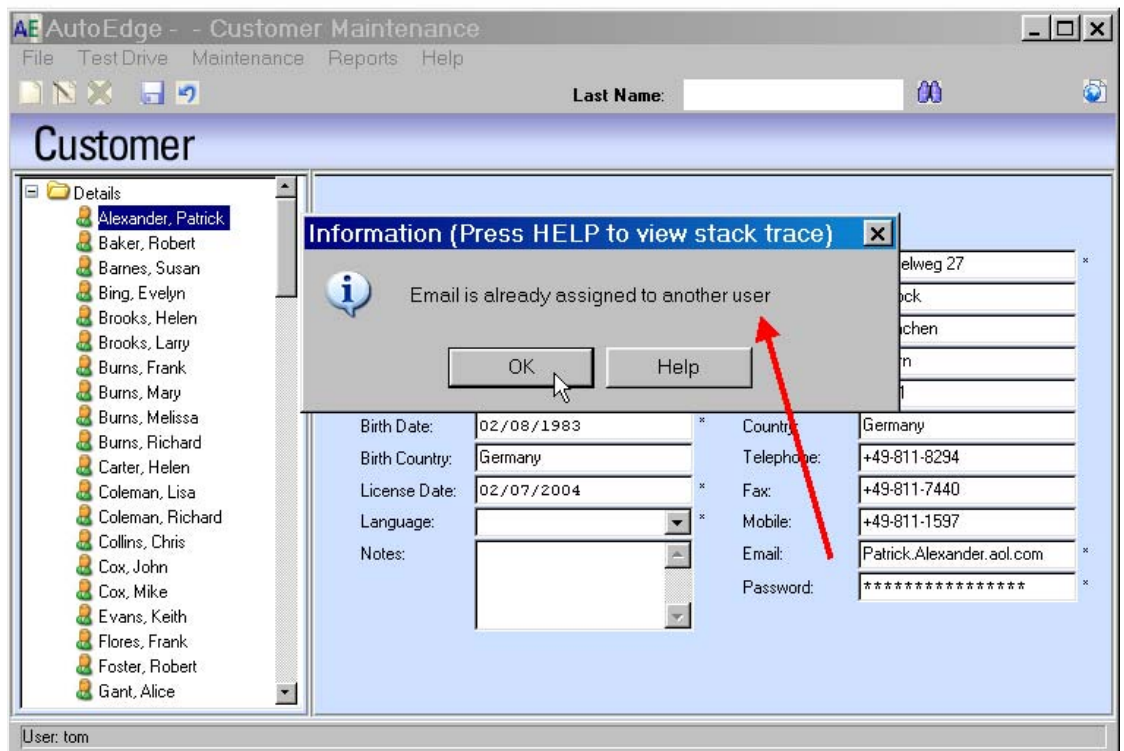 AE AutoEdge - - Customer Maintenance
File Test Drive Maintenance Reports Help
Last Name:
Customer
Details
Alexander, Patrick
Baker, Robert
Barnes, Susan
Bing, Evelyn
Brooks, Helen
Brooks, Larry
Burns, Frank
Burns, Mary
Burns, Melissa
Burns, Richard
Carter, Helen
Coleman, Lisa
Coleman, Richard
Collins, Chris
Cox, John
Cox, Mike
Evans, Keith
Flores, Frank
Foster, Robert
Gant, Alice
Information (Press HELP to view stack trace)
Email is already assigned to another user
OK Help
elweg 27 *
Birth Date: 02/08/1983 *
Birth Country: Germany
License Date: 02/07/2004 *
Language: *
Notes:
Country: Germany
Telephone: +49-811-8294
Fax: +49-811-7440
Mobile: +49-811-1597
Email: Patrick.Alexander.aol.com *
Password: **************** *
User: tom